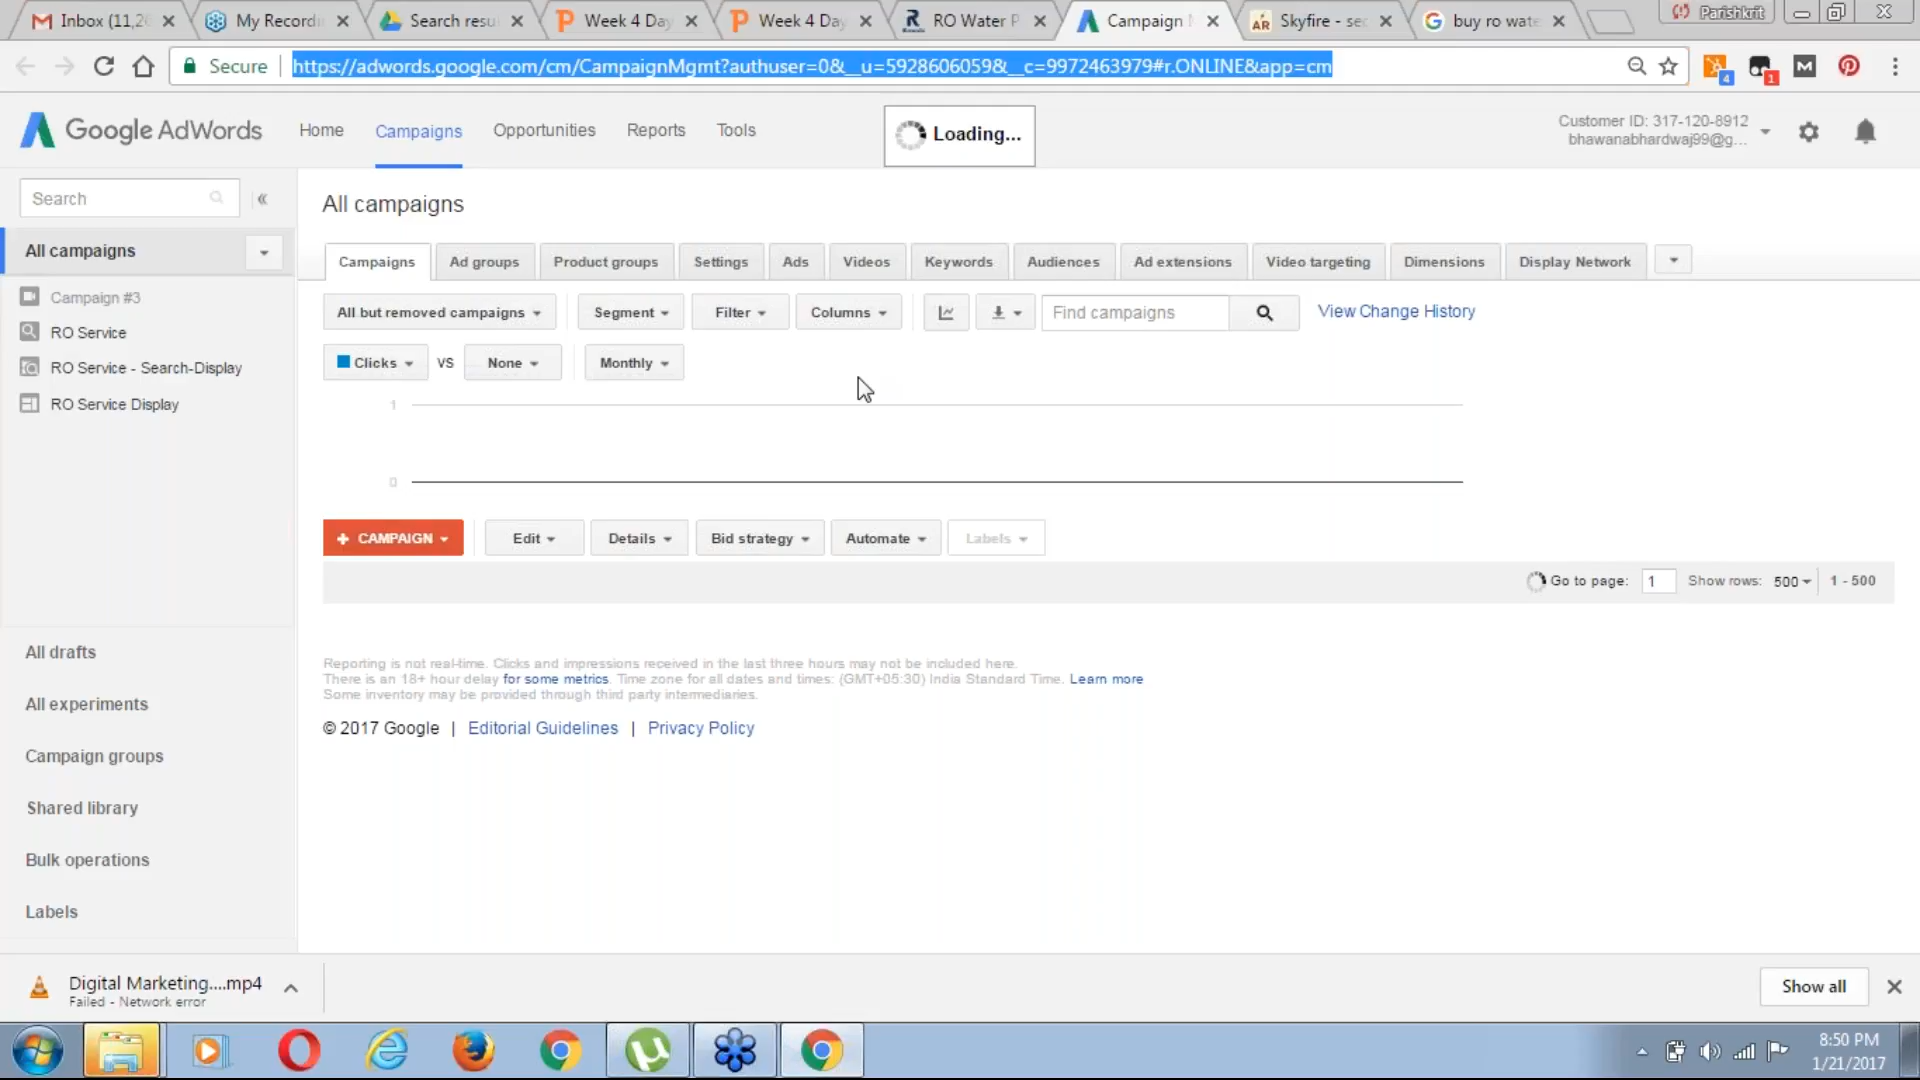 Inbox (11,20
My Recordi
Search resu
Week 4 Day
Week 4 Day
RO Water P
Campaign
Skyfire - sec
buy ro wate
Parishkrit
Secure
https://adwords.google.com/cm/CampaignMgmt?authuser=0&__u=5928606059&__c=9972463979#r.ONLINE&app=cm
4
1
Google AdWords
Home
Campaigns
Opportunities
Reports
Tools
Loading...
Customer ID: 317-120-8912
bhawanabhardwaj99@g...
Search
All campaigns
Campaign #3
RO Service
RO Service - Search-Display
RO Service Display
All drafts
All experiments
Campaign groups
Shared library
Bulk operations
Labels
All campaigns
Campaigns
Ad groups
Product groups
Settings
Ads
Videos
Keywords
Audiences
Ad extensions
Video targeting
Dimensions
Display Network
All but removed campaigns
Segment
Filter
Columns
Find campaigns
View Change History
Clicks
VS
None
Monthly
1
0
+ CAMPAIGN
Edit
Details
Bid strategy
Automate
Labels
Go to page: 1
Show rows: 500
1 - 500
Reporting is not real-time. Clicks and impressions received in the last three hours may not be included here.
There is an 18+ hour delay for some metrics. Time zone for all dates and times: (GMT+05:30) India Standard Time. Learn more
Some inventory may be provided through third party intermediaries.
© 2017 Google | Editorial Guidelines | Privacy Policy
Digital Marketing....mp4
Failed - Network error
Show all
8:50 PM
1/21/2017